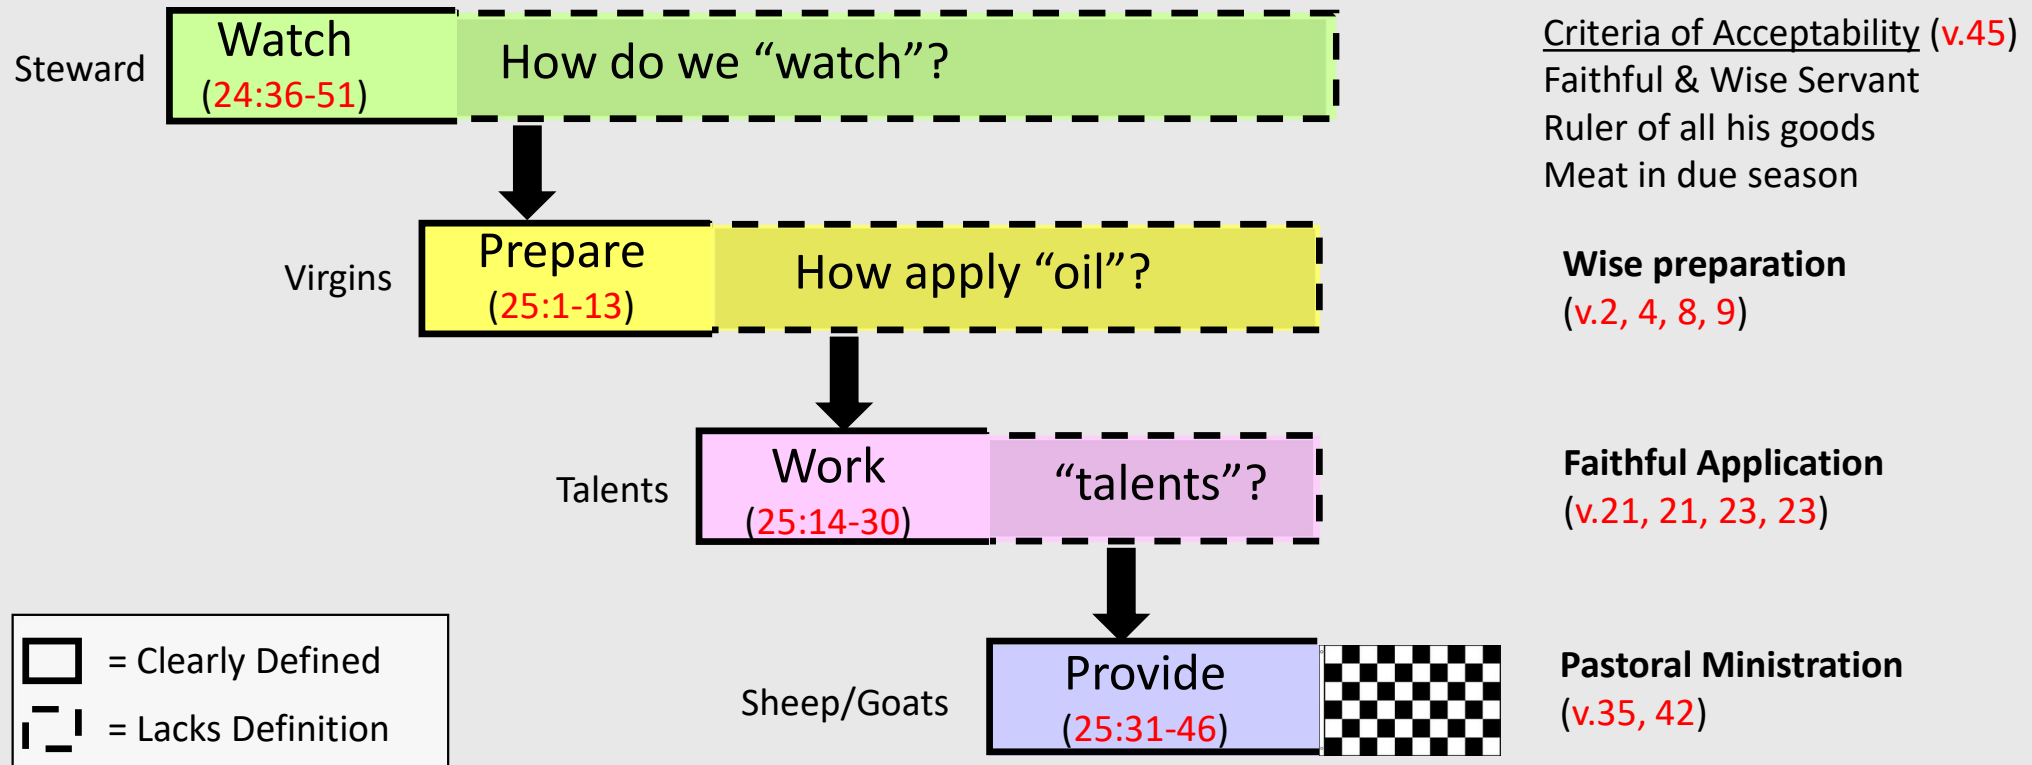 Steward
Watch
(24:36-51)
How do we “watch”?
Criteria of Acceptability (v.45)
Faithful & Wise Servant
Ruler of all his goods
Meat in due season
Virgins
Prepare
(25:1-13)
How apply “oil”?
Wise preparation
(v.2, 4, 8, 9)
Talents
Work
(25:14-30)
“talents”?
Faithful Application
(v.21, 21, 23, 23)
Sheep/Goats
Provide
(25:31-46)
Pastoral Ministration
(v.35, 42)
= Clearly Defined
= Lacks Definition